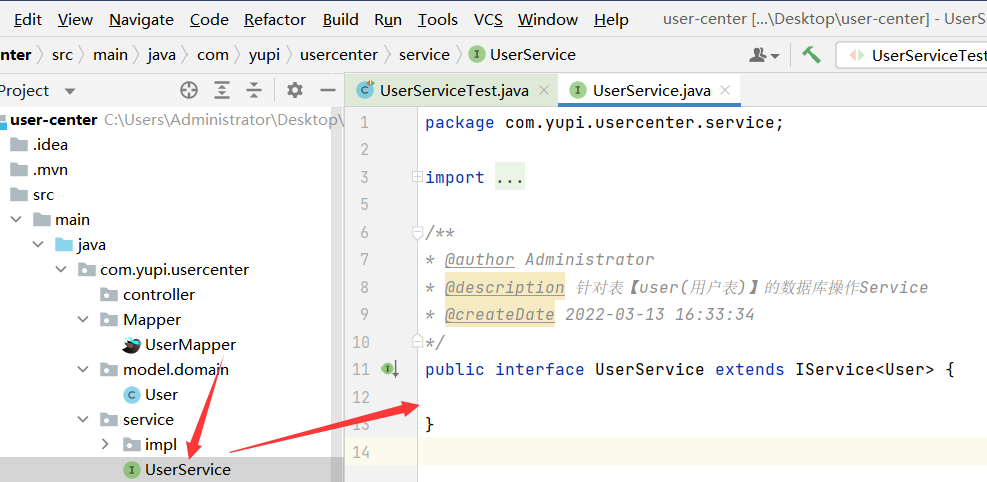 Edit View Navigate Code Refactor Build Run Tools VCS Window Help user-center [...\Desktop\user-center] - UserS
nter src main java com yupi usercenter service UserService UserServiceTest
Project
UserServiceTest.java UserService.java
user-center C:\Users\Administrator\Desktop\
.idea
.mvn
src
main
java
com.yupi.usercenter
controller
Mapper
UserMapper
model.domain
User
service
impl
UserService
1 package com.yupi.usercenter.service;
2
3 import ...
5
6 /**
7 * @author Administrator
8 * @description 针对表【user(用户表)】的数据库操作Service
9 * @createDate 2022-03-13 16:33:34
10 */
11 public interface UserService extends IService<User> {
12
13 }
14